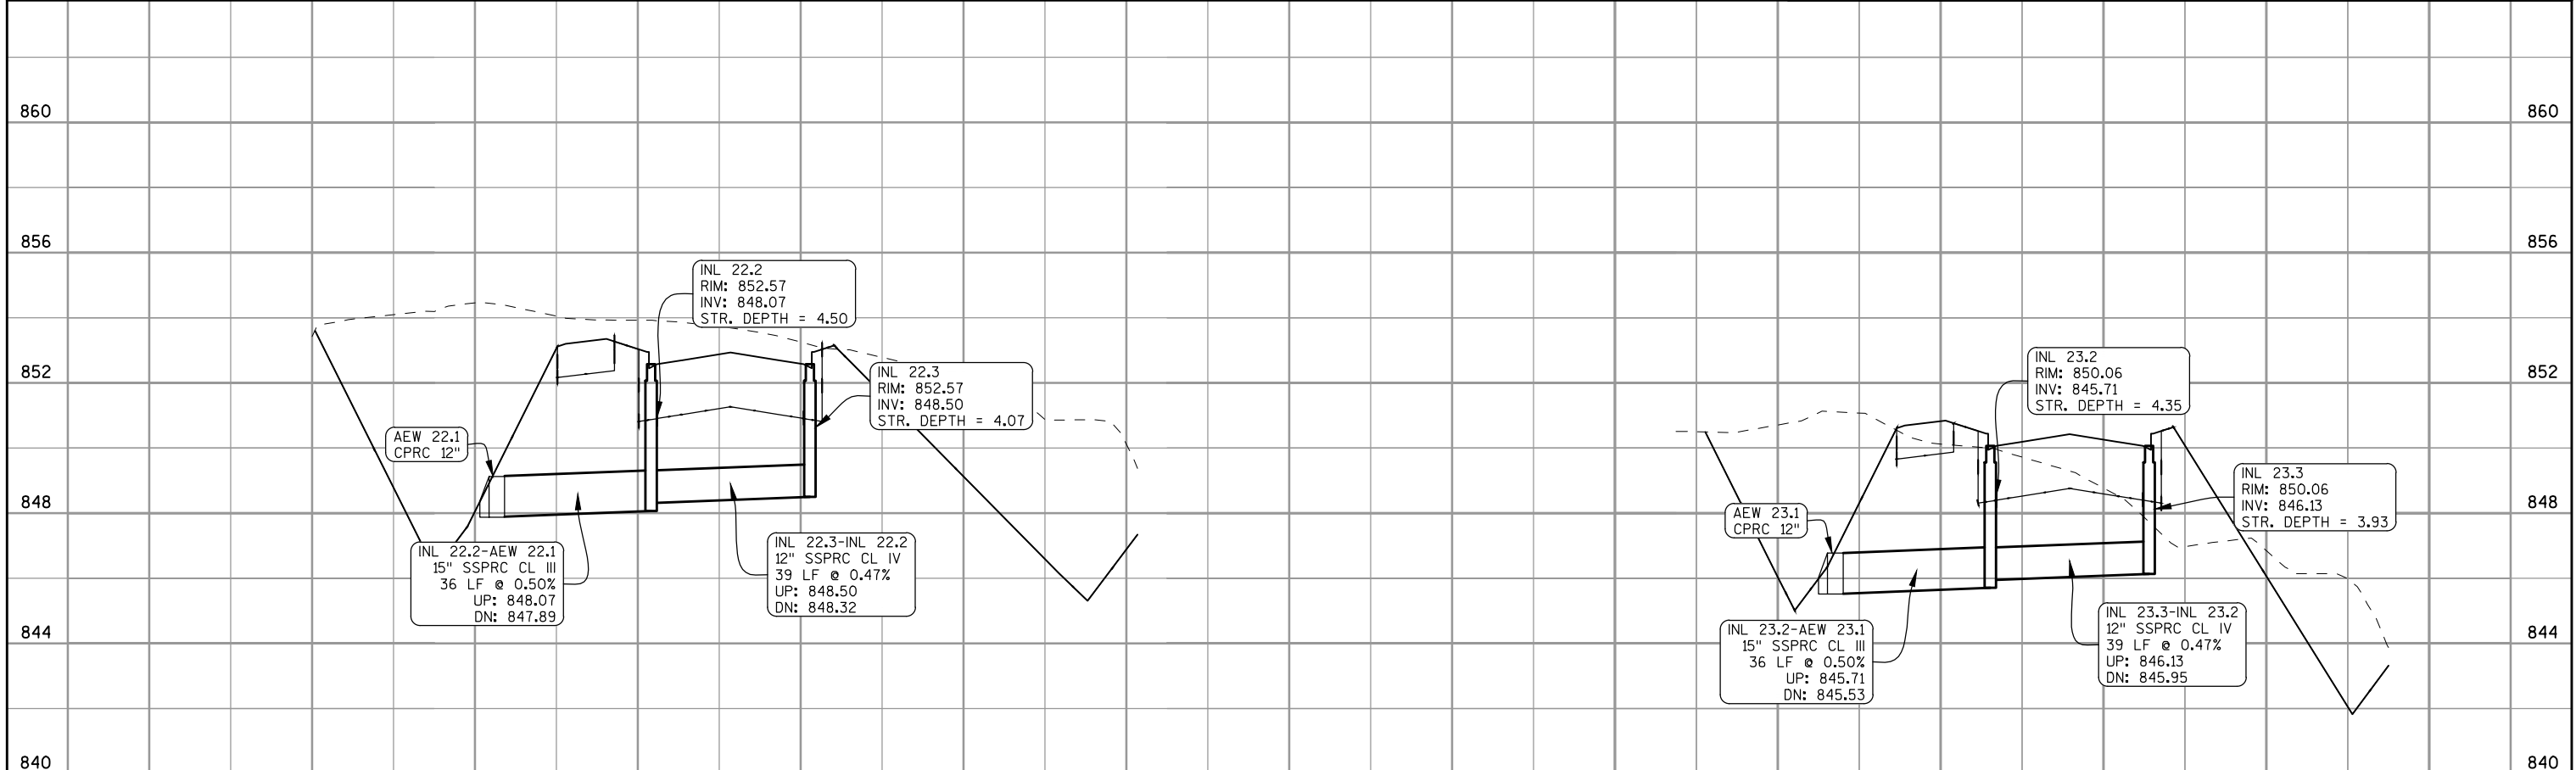 860
860
856
856
INL 22.2
RIM: 852.57
INV: 848.07
STR. DEPTH = 4.50
852
852
INL 22.3
RIM: 852.57
INV: 848.50
STR. DEPTH = 4.07
INL 23.2
RIM: 850.06
INV: 845.71
STR. DEPTH = 4.35
AEW 22.1
CPRC 12"
INL 23.3
RIM: 850.06
INV: 846.13
STR. DEPTH = 3.93
848
848
AEW 23.1
CPRC 12"
INL 22.2-AEW 22.1
15" SSPRC CL III
36 LF @ 0.50%
UP: 848.07
DN: 847.89
INL 22.3-INL 22.2
12" SSPRC CL IV
39 LF @ 0.47%
UP: 848.50
DN: 848.32
844
844
INL 23.2-AEW 23.1
15" SSPRC CL III
36 LF @ 0.50%
UP: 845.71
DN: 845.53
INL 23.3-INL 23.2
12" SSPRC CL IV
39 LF @ 0.47%
UP: 846.13
DN: 845.95
840
840